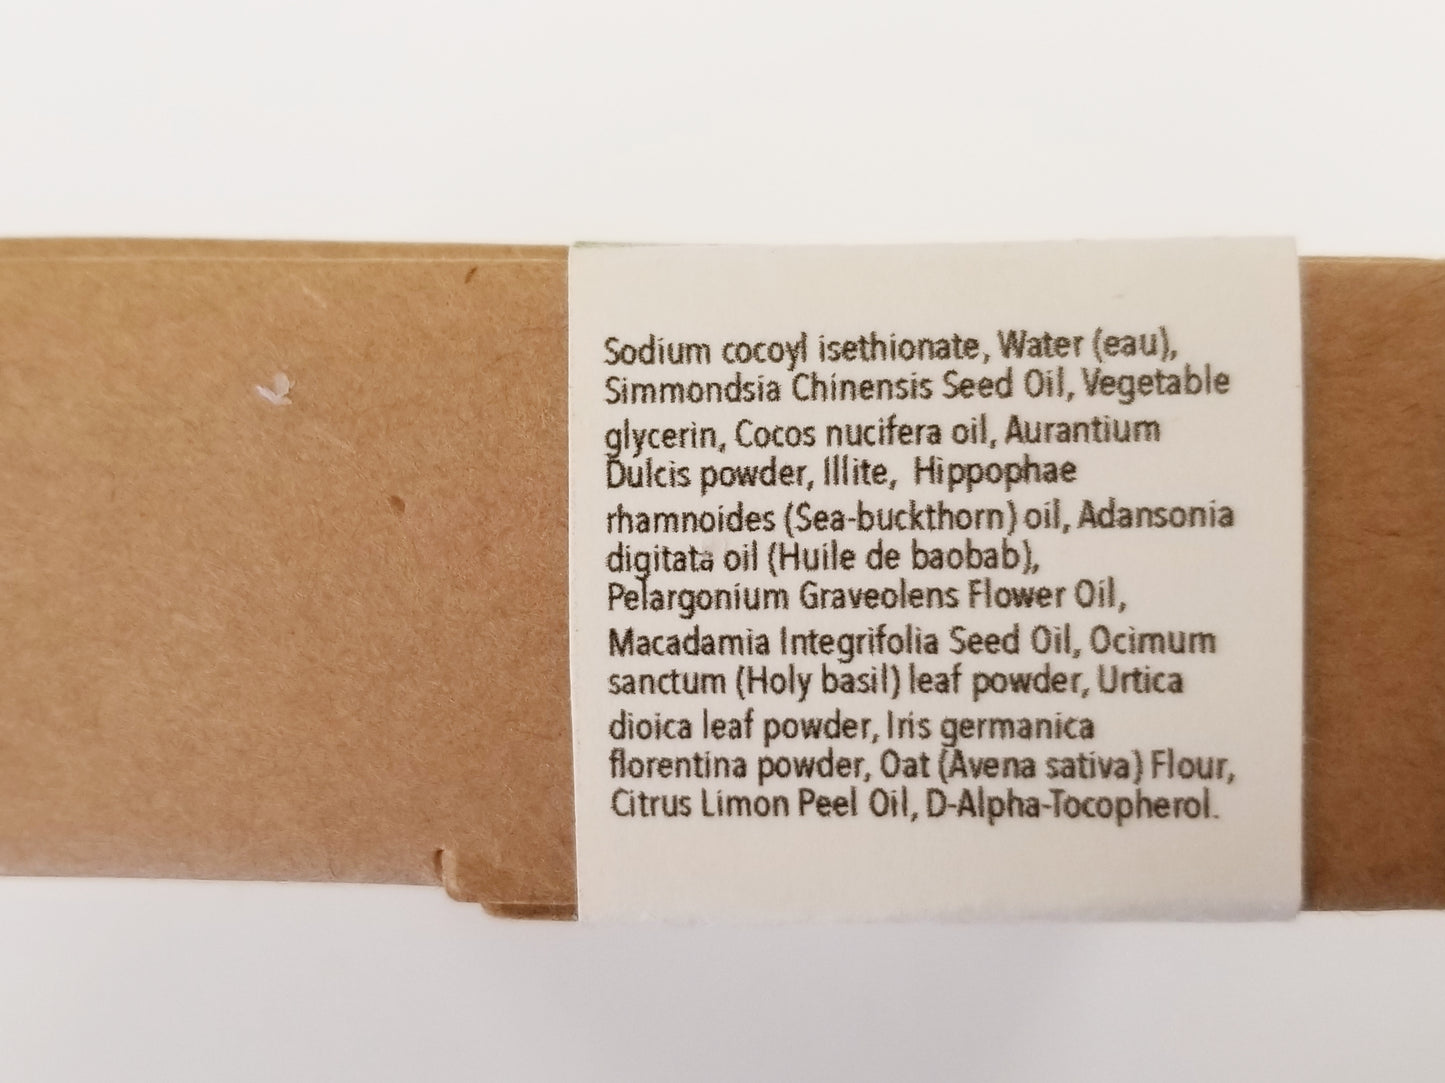 Sodium cocoyl isethionate, Water (eau),
Simmondsia Chinensis Seed Oil, Vegetable
glycerin, Cocos nucifera oil, Aurantium
Dulcis powder, Illite, Hippophae
rhamnoides (Sea-buckthorn) oil, Adansonia
digitata oil (Huile de baobab),
Pelargonium Graveolens Flower Oil,
Macadamia Integrifolia Seed Oil, Ocimum
sanctum (Holy basil) leaf powder, Urtica
dioica leaf powder, Iris germanica
florentina powder, Oat (Avena sativa) Flour,
Citrus Limon Peel Oil, D-Alpha-Tocopherol.